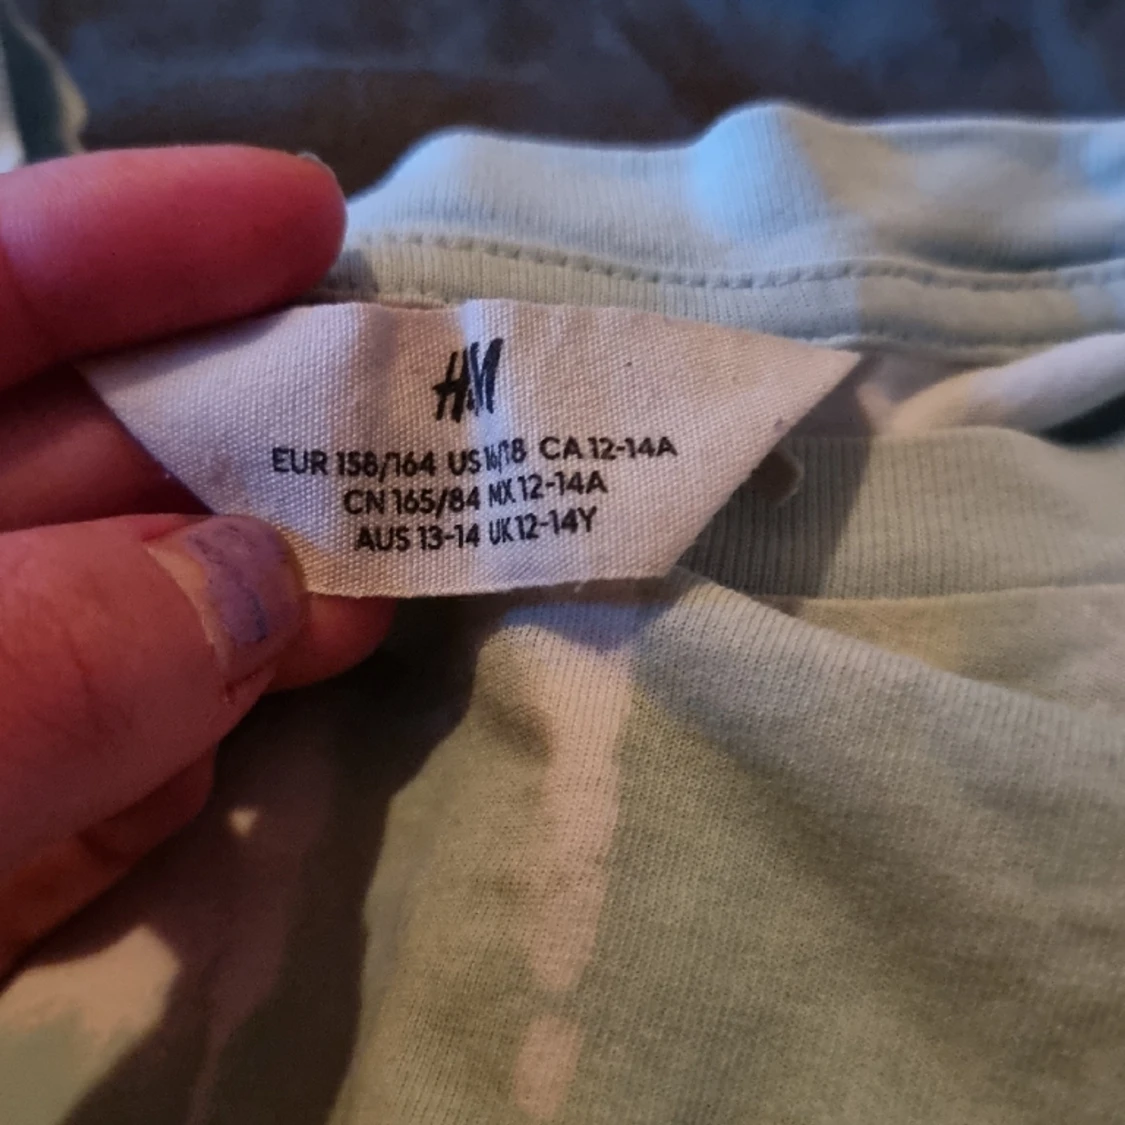 H&M
EUR 158/164 US 16/18 CA 12-14A
CN 165/84 MX 12-14A
AUS 13-14 UK 12-14Y